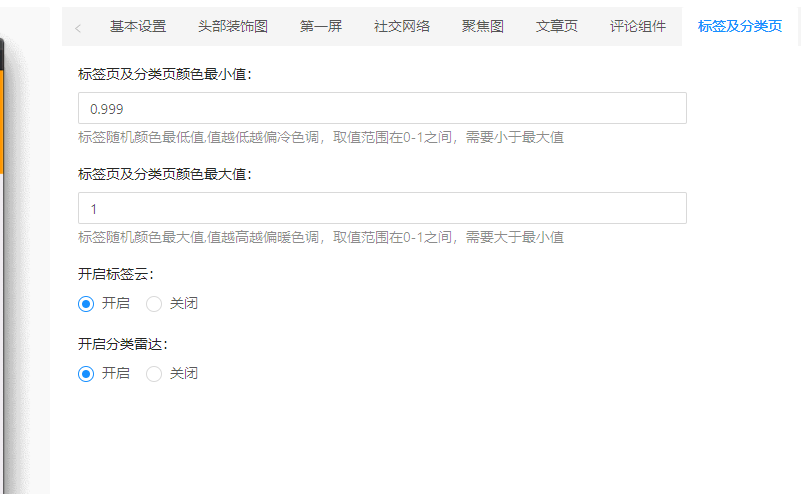 基本设置 头部装饰图 第一屏 社交网络 聚焦图 文章页 评论组件 标签及分类页
标签页及分类页颜色最小值：
0.999
标签随机颜色最低值,值越低越偏冷色调，取值范围在0-1之间，需要小于最大值
标签页及分类页颜色最大值：
1
标签随机颜色最大值,值越高越偏暖色调，取值范围在0-1之间，需要大于最小值
开启标签云：
开启 关闭
开启分类雷达：
开启 关闭